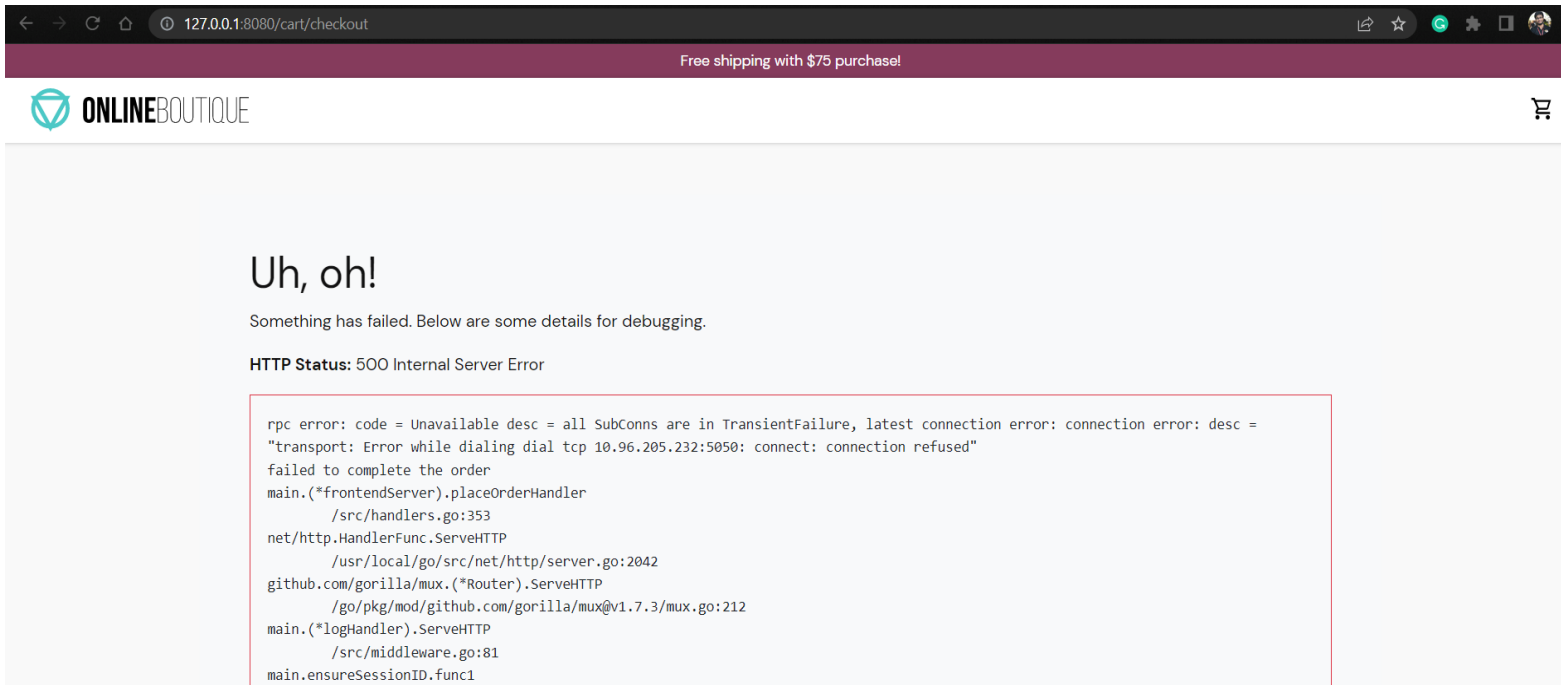 127.0.0.1:8080/cart/checkout
Free shipping with $75 purchase!
ONLINEBOUTIQUE
Uh, oh!
Something has failed. Below are some details for debugging.
HTTP Status: 500 Internal Server Error
rpc error: code = Unavailable desc = all SubConns are in TransientFailure, latest connection error: connection error: desc =
"transport: Error while dialing dial tcp 10.96.205.232:5050: connect: connection refused"
failed to complete the order
main.(*frontendServer).placeOrderHandler
/src/handlers.go:353
net/http.HandlerFunc.ServeHTTP
/usr/local/go/src/net/http/server.go:2042
github.com/gorilla/mux.(*Router).ServeHTTP
/go/pkg/mod/github.com/gorilla/mux@v1.7.3/mux.go:212
main.(*logHandler).ServeHTTP
/src/middleware.go:81
main.ensureSessionID.func1